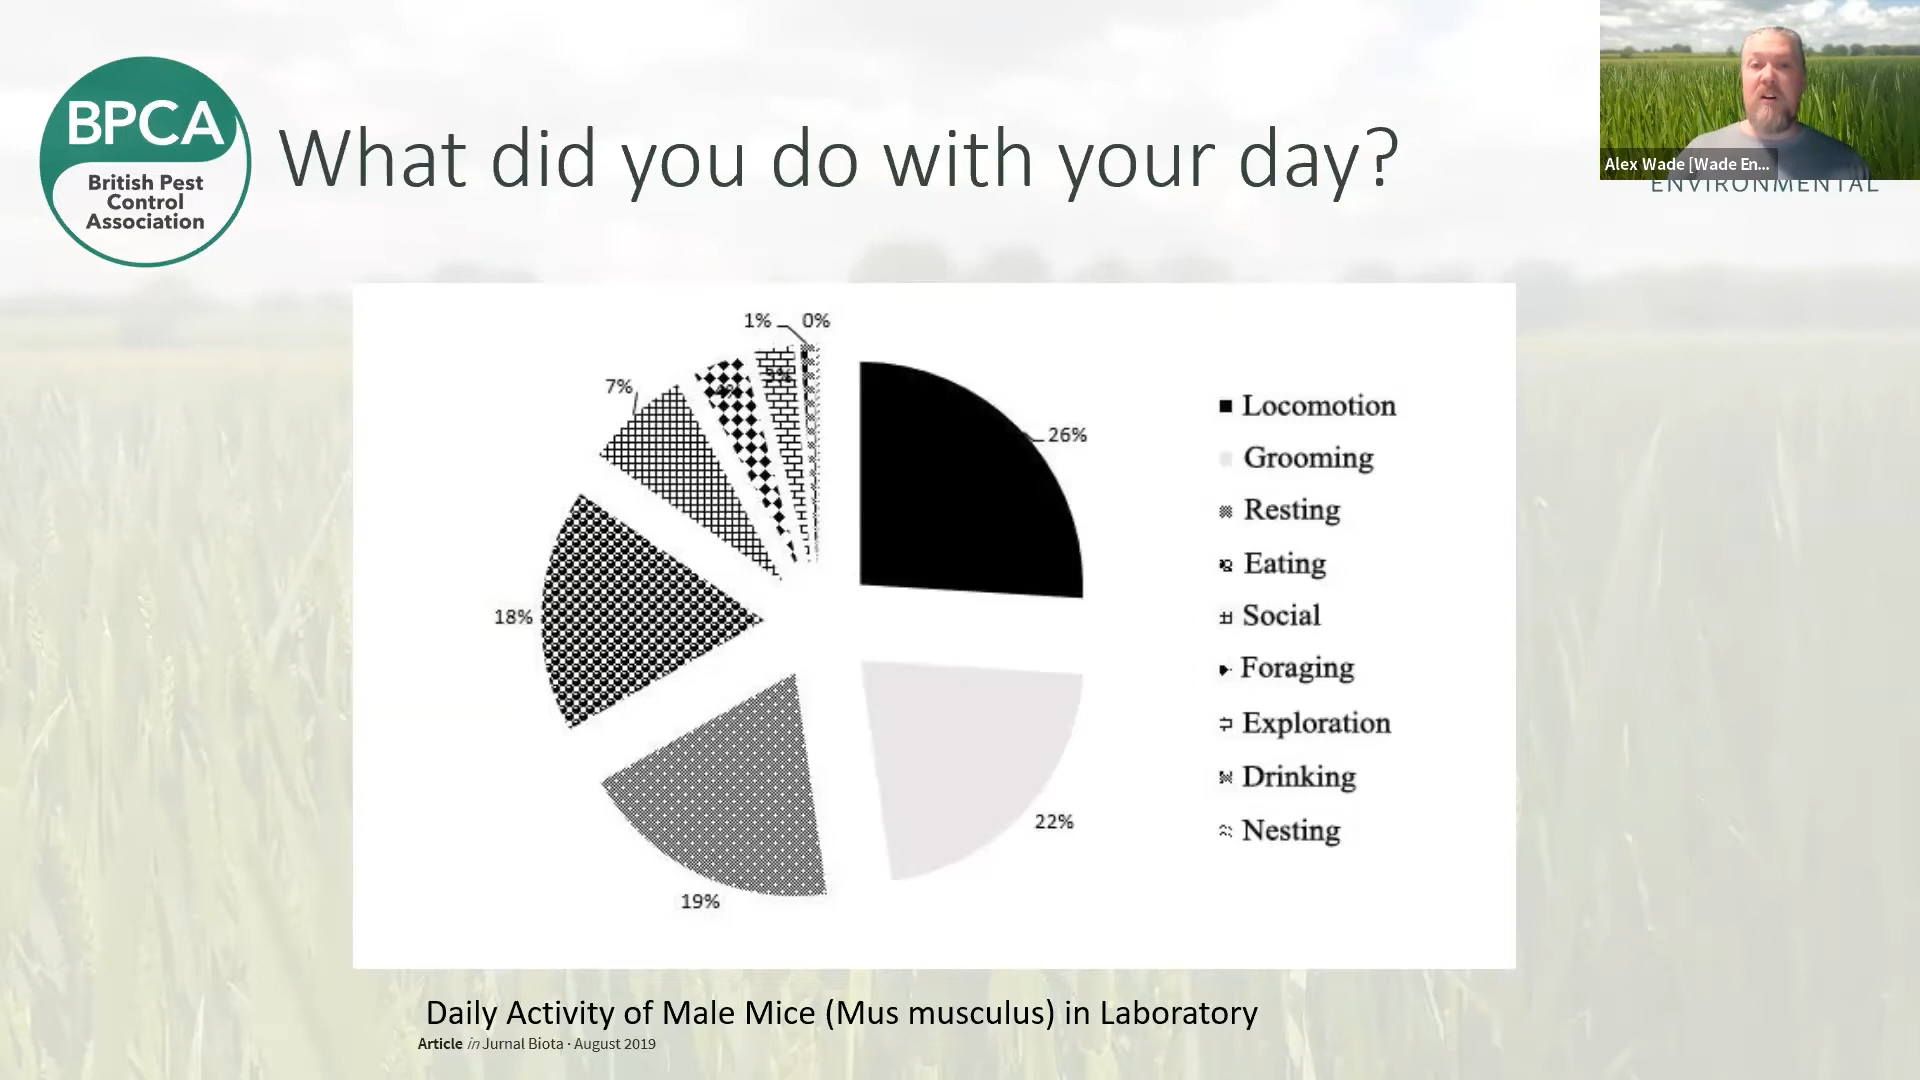 BPCA
British Pest
Control
Association
What did you do with your day?
Alex Wade [Wade En...
ENVIRONMENTAL
1%
0%
7%
4%
3%
26%
18%
22%
19%
Locomotion
Grooming
Resting
Eating
Social
Foraging
Exploration
Drinking
Nesting
Daily Activity of Male Mice (Mus musculus) in Laboratory
Article in Jurnal Biota · August 2019